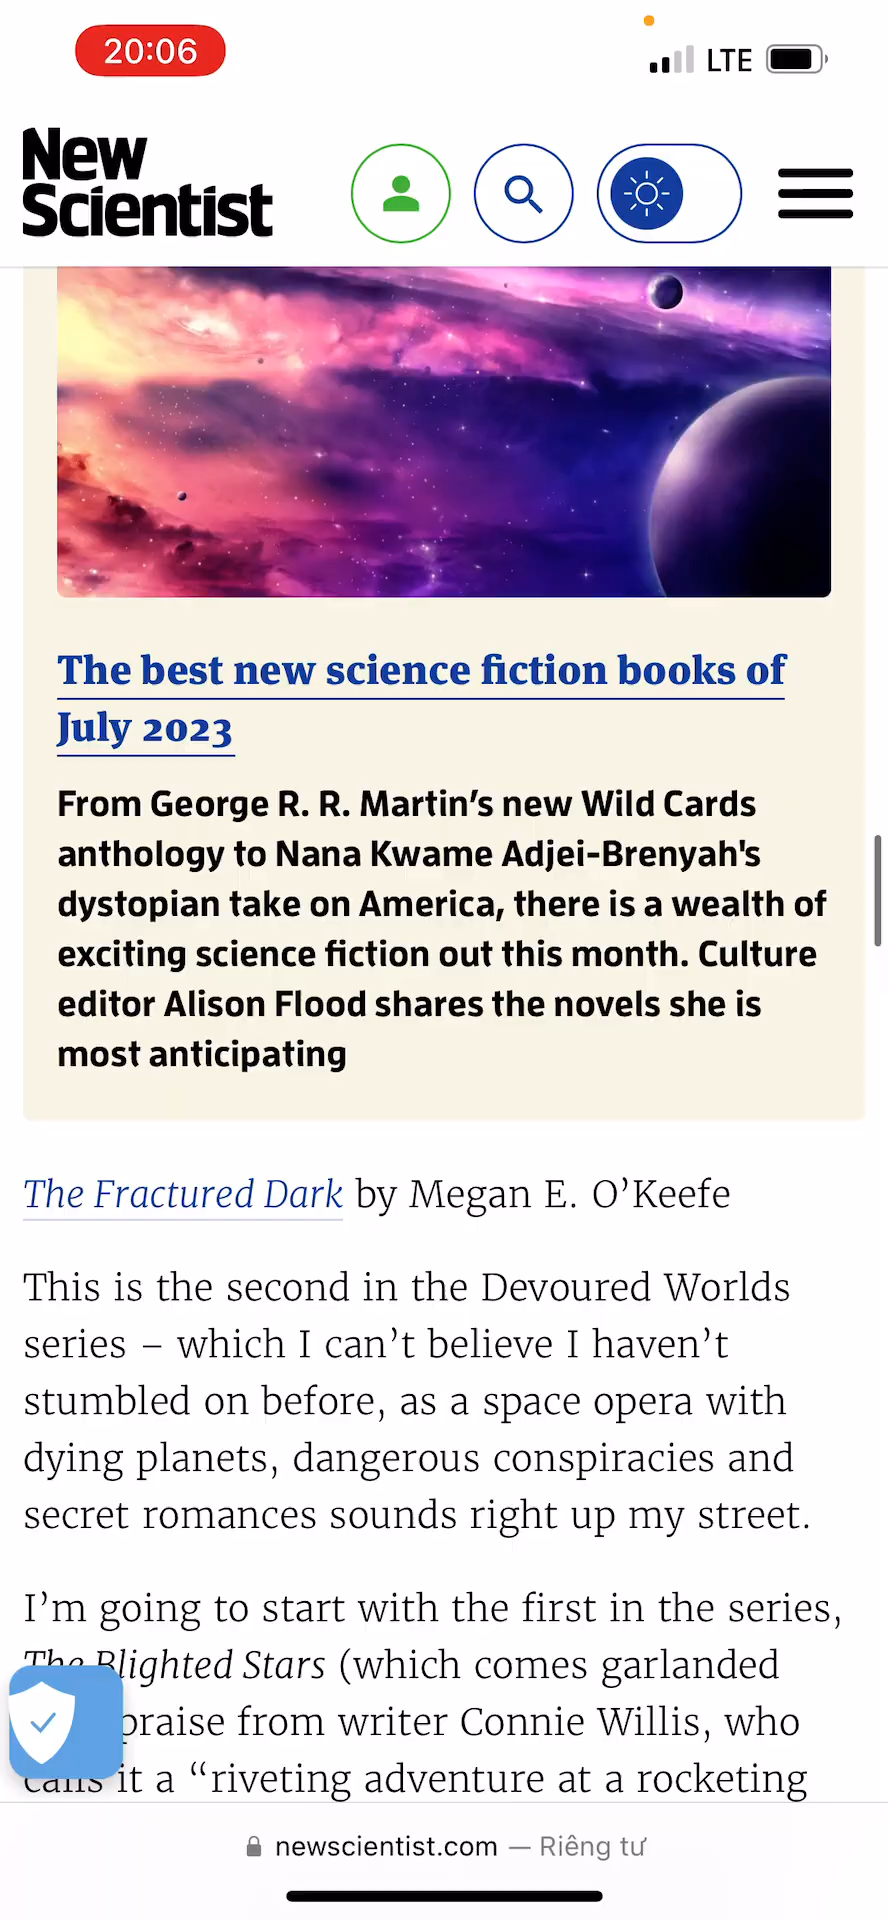 20:06
LTE
New
Scientist
The best new science fiction books of
July 2023
From George R. R. Martin’s new Wild Cards
anthology to Nana Kwame Adjei-Brenyah's
dystopian take on America, there is a wealth of
exciting science fiction out this month. Culture
editor Alison Flood shares the novels she is
most anticipating
The Fractured Dark by Megan E. O’Keefe
This is the second in the Devoured Worlds
series – which I can’t believe I haven’t
stumbled on before, as a space opera with
dying planets, dangerous conspiracies and
secret romances sounds right up my street.
I’m going to start with the first in the series,
The Blighted Stars (which comes garlanded
praise from writer Connie Willis, who
calls it a “riveting adventure at a rocketing
newscientist.com — Riêng tư